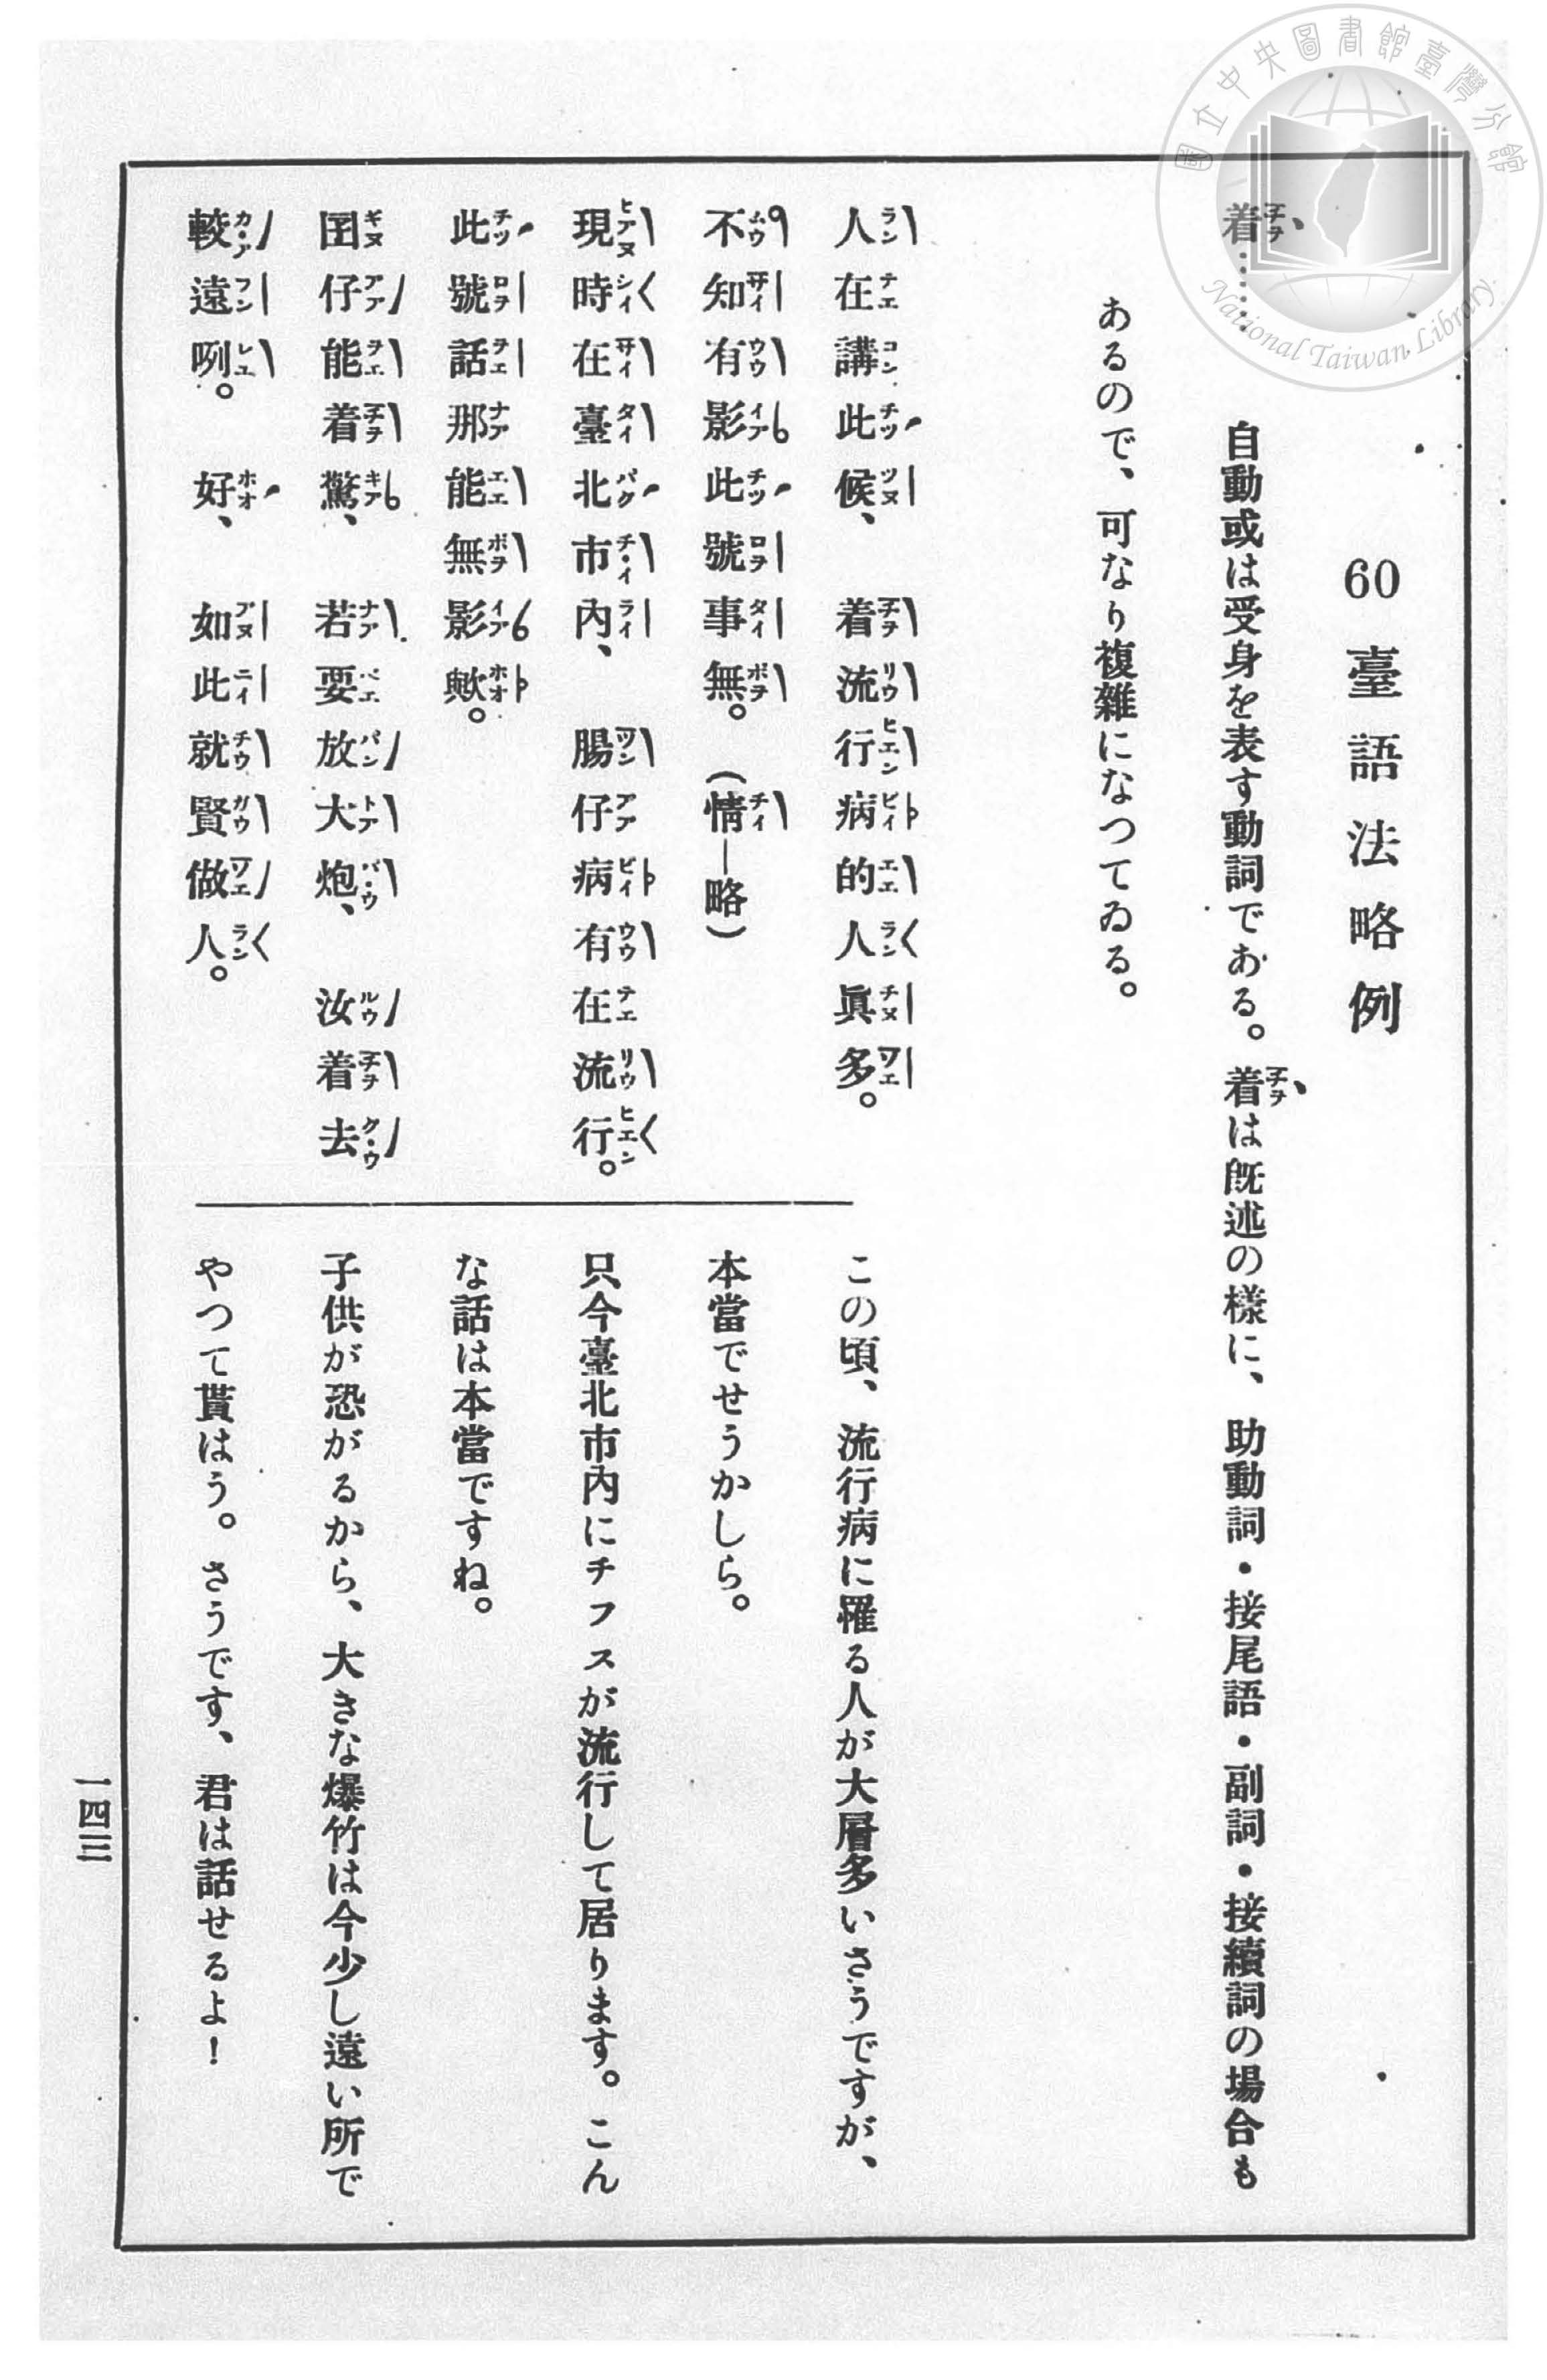 60 臺語法略例
着……自動或は受身を表す動詞である。着は既述の樣に、助動詞・接尾語・副詞・接續詞の場合も
あるので、可なり複雜になつてゐる。
人在講此候、着流行病的人眞多。
不知有影此號事無。(情—略)
現時在臺北市內、腸仔病有在流行。
此號話那能無影歟。
囝仔能着驚、若要放大炮、汝着去
較遠咧。好、如此就賢做人。
この頃、流行病に罹る人が大層多いさうですが、
本當でせうかしら。
只今臺北市內にチフスが流行して居ります。こん
な話は本當ですね。
子供が恐がるから、大きな爆竹は今少し遠い所で
やつて貰はう。さうです、君は話せるよ!
一四三
國立中央圖書館臺灣分館
National Taiwan Library